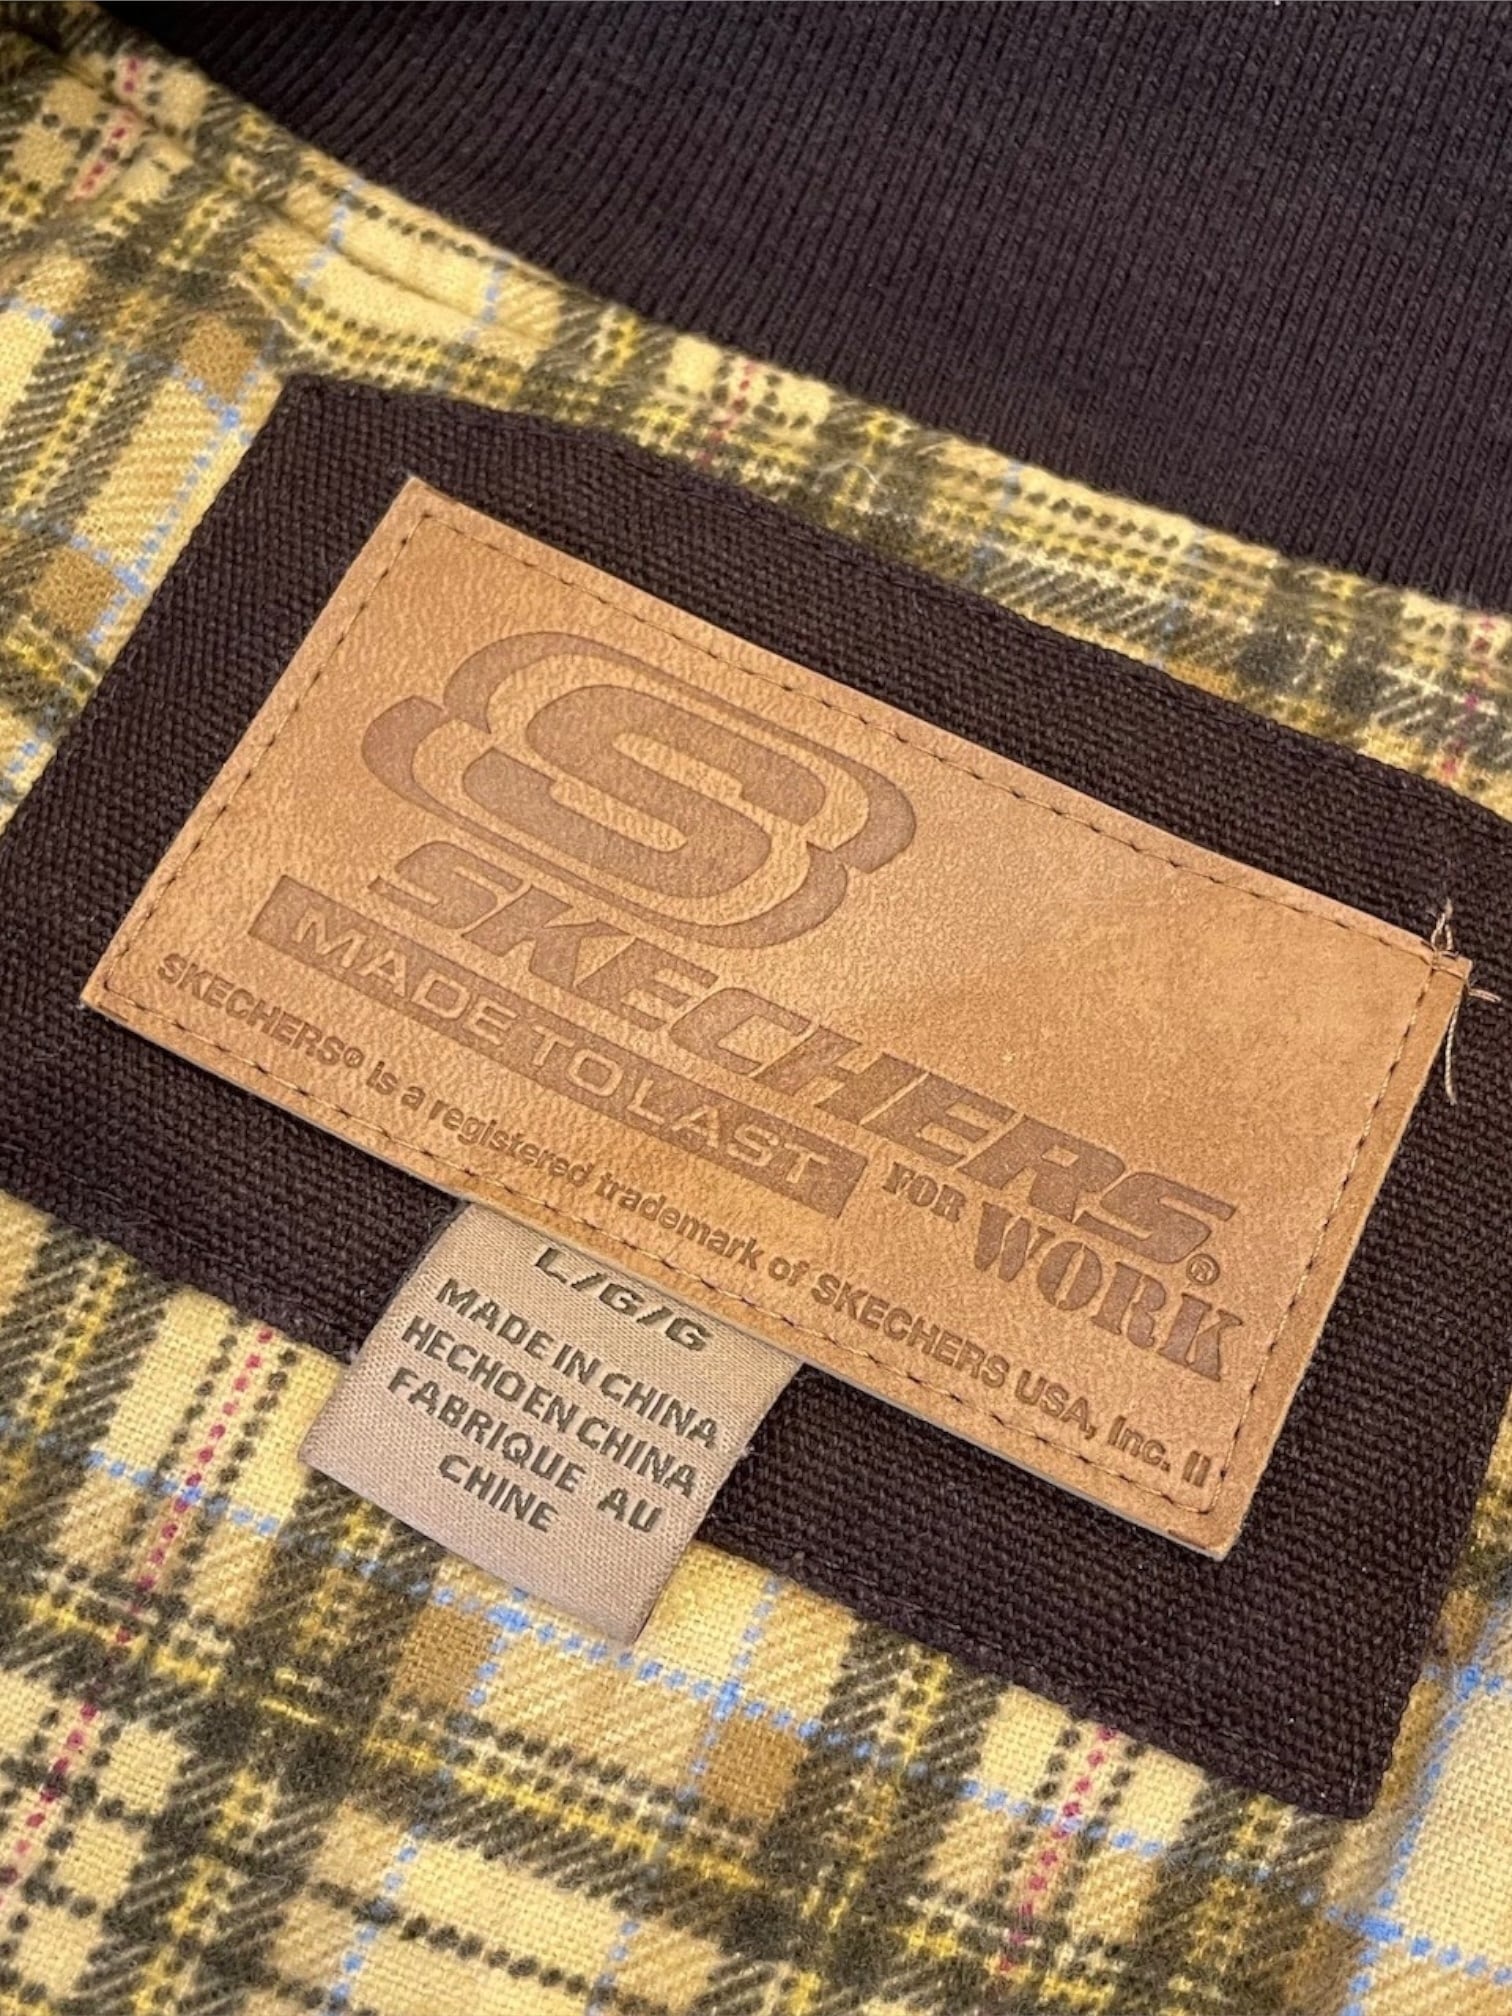 S
SKECHERS®
MADE TO LAST FOR WORK
SKECHERS® is a registered trademark of SKECHERS USA, Inc. II
L/G/G
MADE IN CHINA
HECHO EN CHINA
FABRIQUE AU
CHINE